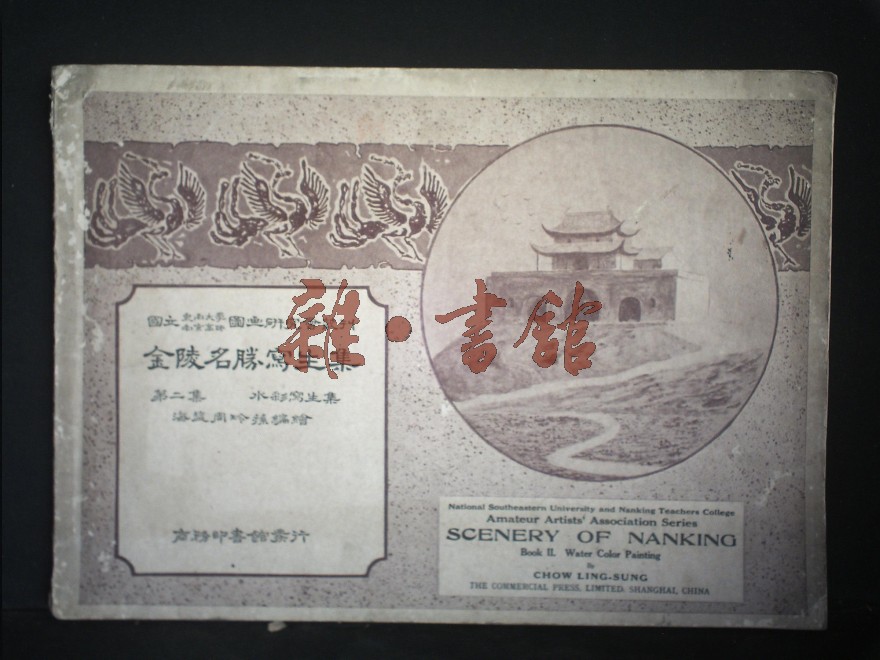 國立東南大學南京高師圖画研究會叢刊
金陵名勝寫生集
第二集 水彩寫生集
海鹽周玲蓀編繪
商務印書館發行
雜·書館
National Southeastern University and Nanking Teachers College
Amateur Artists' Association Series
SCENERY OF NANKING
Book II. Water Color Painting
By
CHOW LING-SUNG
THE COMMERCIAL PRESS, LIMITED, SHANGHAI, CHINA